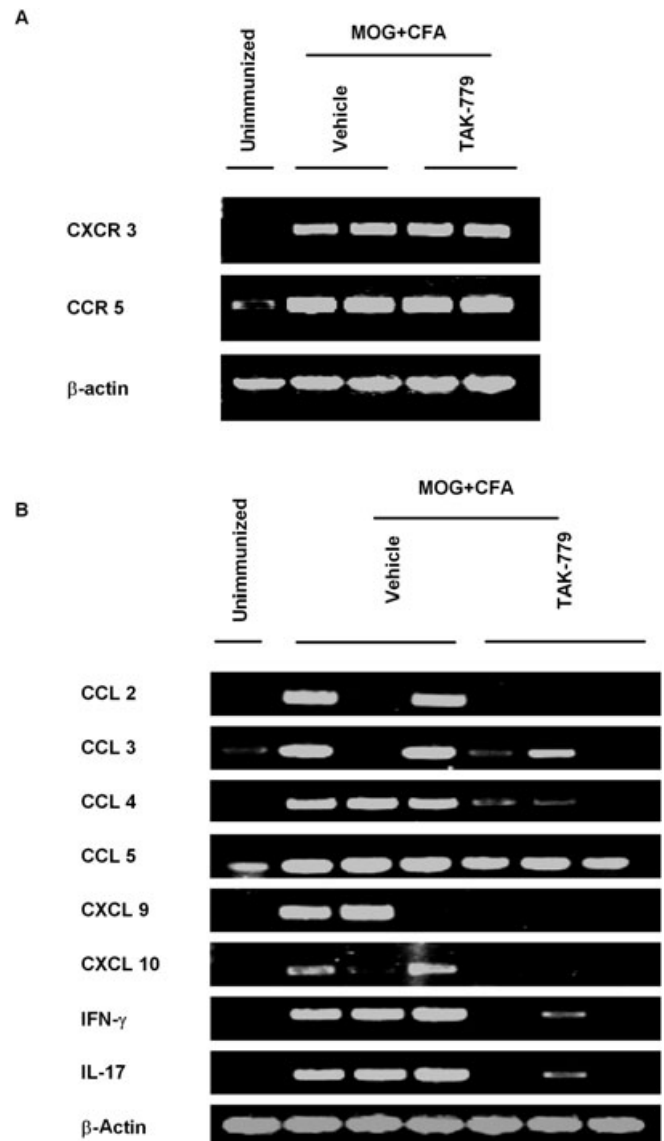 A
MOG+CFA
Unimmunized
Vehicle
TAK-779
CXCR 3
CCR 5
β-actin
MOG+CFA
B
Unimmunized
Vehicle
TAK-779
CCL 2
CCL 3
CCL 4
CCL 5
CXCL 9
CXCL 10
IFN-γ
IL-17
β-Actin